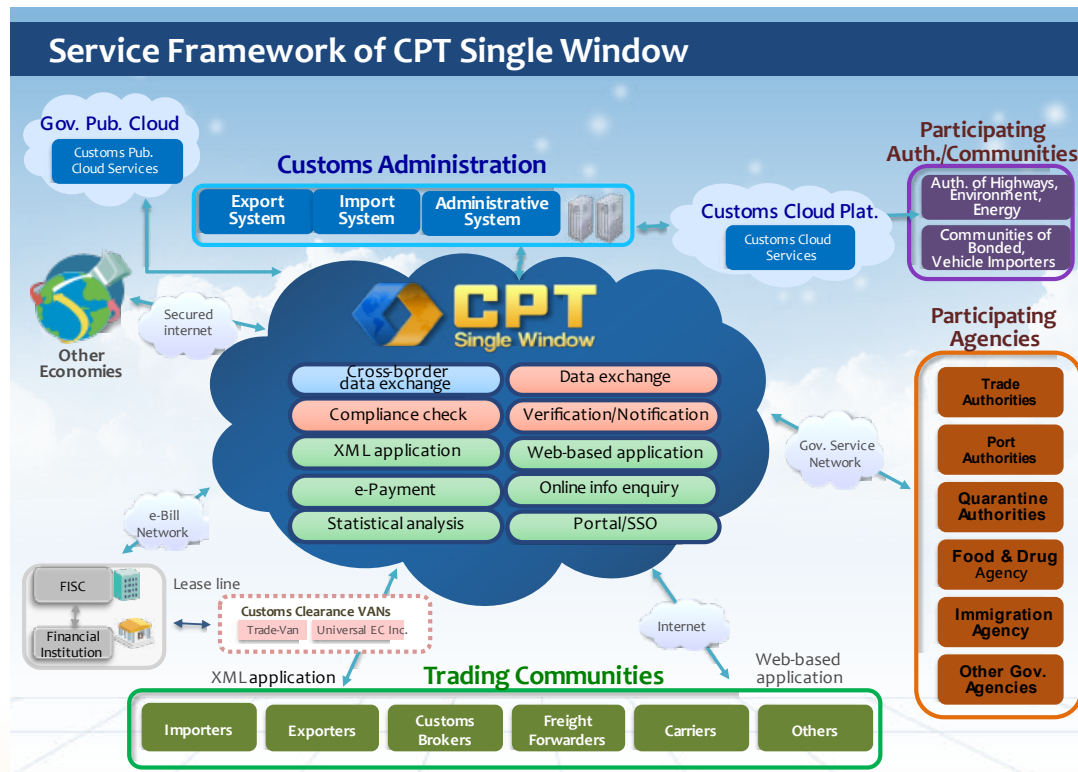 Service Framework of CPT Single Window
Gov. Pub. Cloud
Customs Pub.
Cloud Services
Customs Administration
Export
System
Import
System
Administrative
System
Customs Cloud Plat.
Customs Cloud
Services
Participating
Auth./Communities
Auth. of Highways,
Environment,
Energy
Communities of
Bonded,
Vehicle Importers
Other
Economies
Secured
internet
CPT
Single Window
Cross-border
data exchange
Data exchange
Compliance check
Verification/Notification
XML application
Web-based application
e-Payment
Online info enquiry
Statistical analysis
Portal/SSO
Participating
Agencies
Trade
Authorities
Port
Authorities
Quarantine
Authorities
Food & Drug
Agency
Immigration
Agency
Other Gov.
Agencies
Gov. Service
Network
e-Bill
Network
FISC
Financial
Institution
Lease line
Customs Clearance VANs
Trade-Van
Universal EC Inc.
Internet
XML application
Trading Communities
Web-based
application
Importers
Exporters
Customs
Brokers
Freight
Forwarders
Carriers
Others